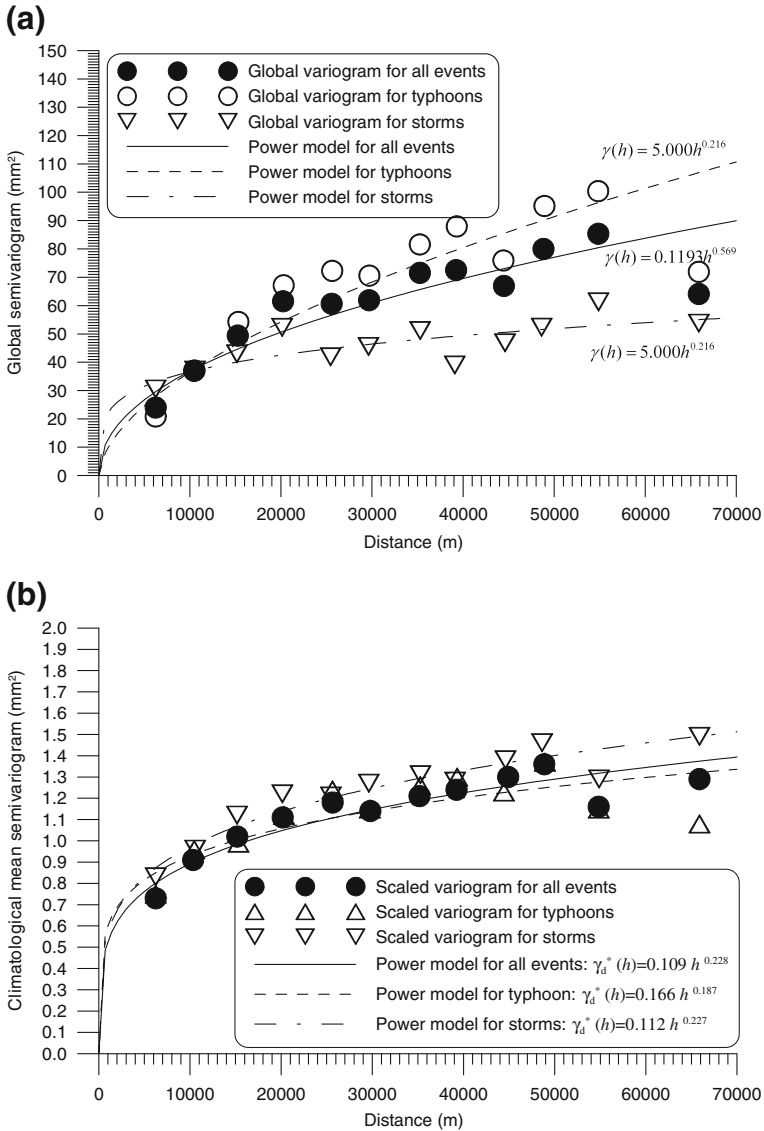 (a)
150
140
130
120
110
100
90
80
70
60
50
40
30
20
10
0
Global semivariogram (mm²)
Global variogram for all events
Global variogram for typhoons
Global variogram for storms
Power model for all events
Power model for typhoons
Power model for storms
γ(h) = 5.000h^0.216
γ(h) = 0.1193h^0.569
γ(h) = 5.000h^0.216
0 10000 20000 30000 40000 50000 60000 70000
Distance (m)
(b)
2.0
1.9
1.8
1.7
1.6
1.5
1.4
1.3
1.2
1.1
1.0
0.9
0.8
0.7
0.6
0.5
0.4
0.3
0.2
0.1
0.0
Climatological mean semivariogram (mm²)
Scaled variogram for all events
Scaled variogram for typhoons
Scaled variogram for storms
Power model for all events: γ_d* (h)=0.109 h^0.228
Power model for typhoon: γ_d* (h)=0.166 h^0.187
Power model for storms: γ_d* (h)=0.112 h^0.227
0 10000 20000 30000 40000 50000 60000 70000
Distance (m)